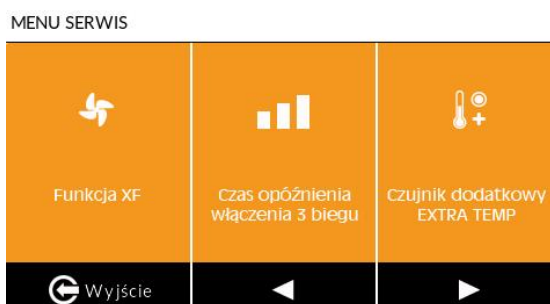 MENU SERWIS
Funkcja XF
Czas opóźnienia
włączenia 3 biegu
Czujnik dodatkowy
EXTRA TEMP
Wyjście